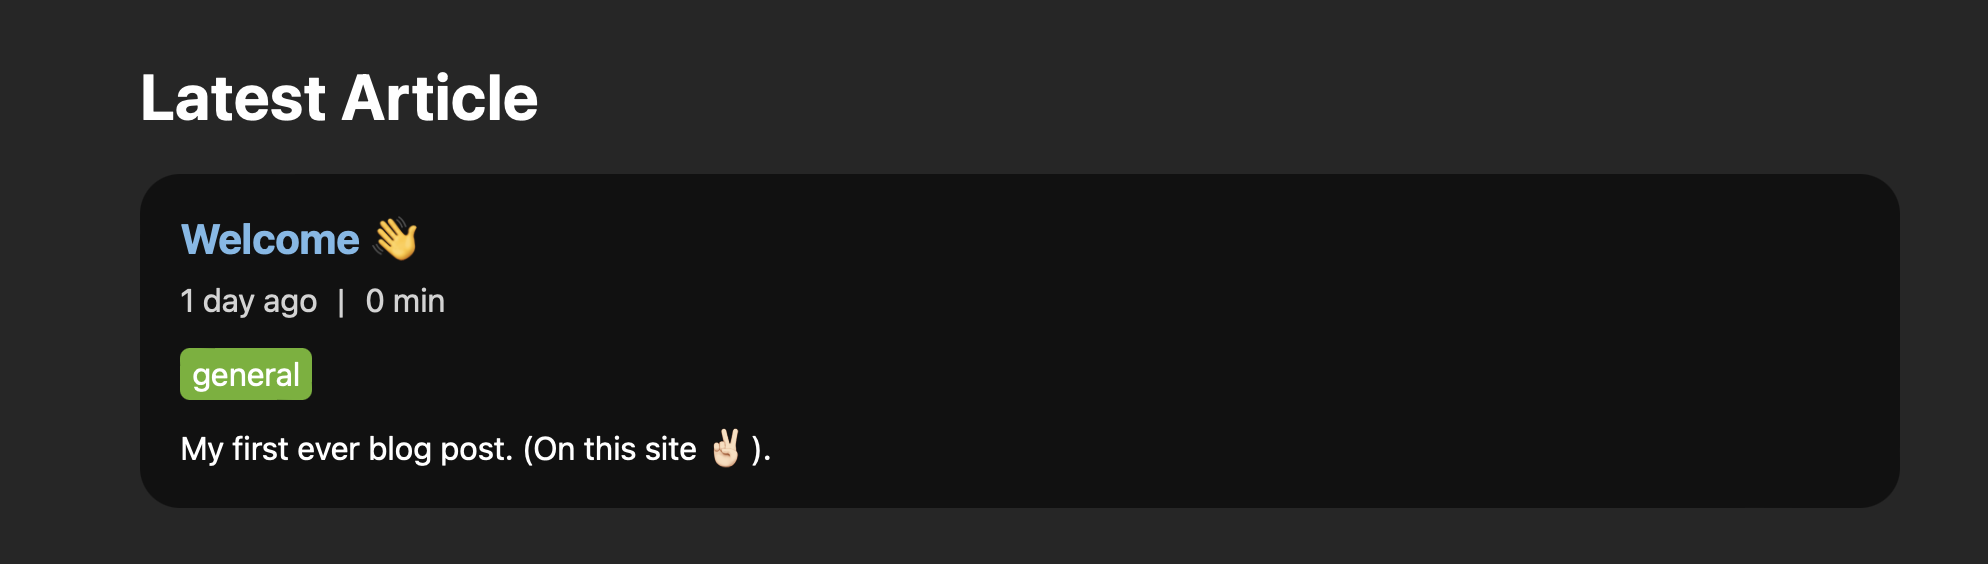 Latest Article
Welcome 👋
1 day ago | 0 min
general
My first ever blog post. (On this site ✌🏻 ).